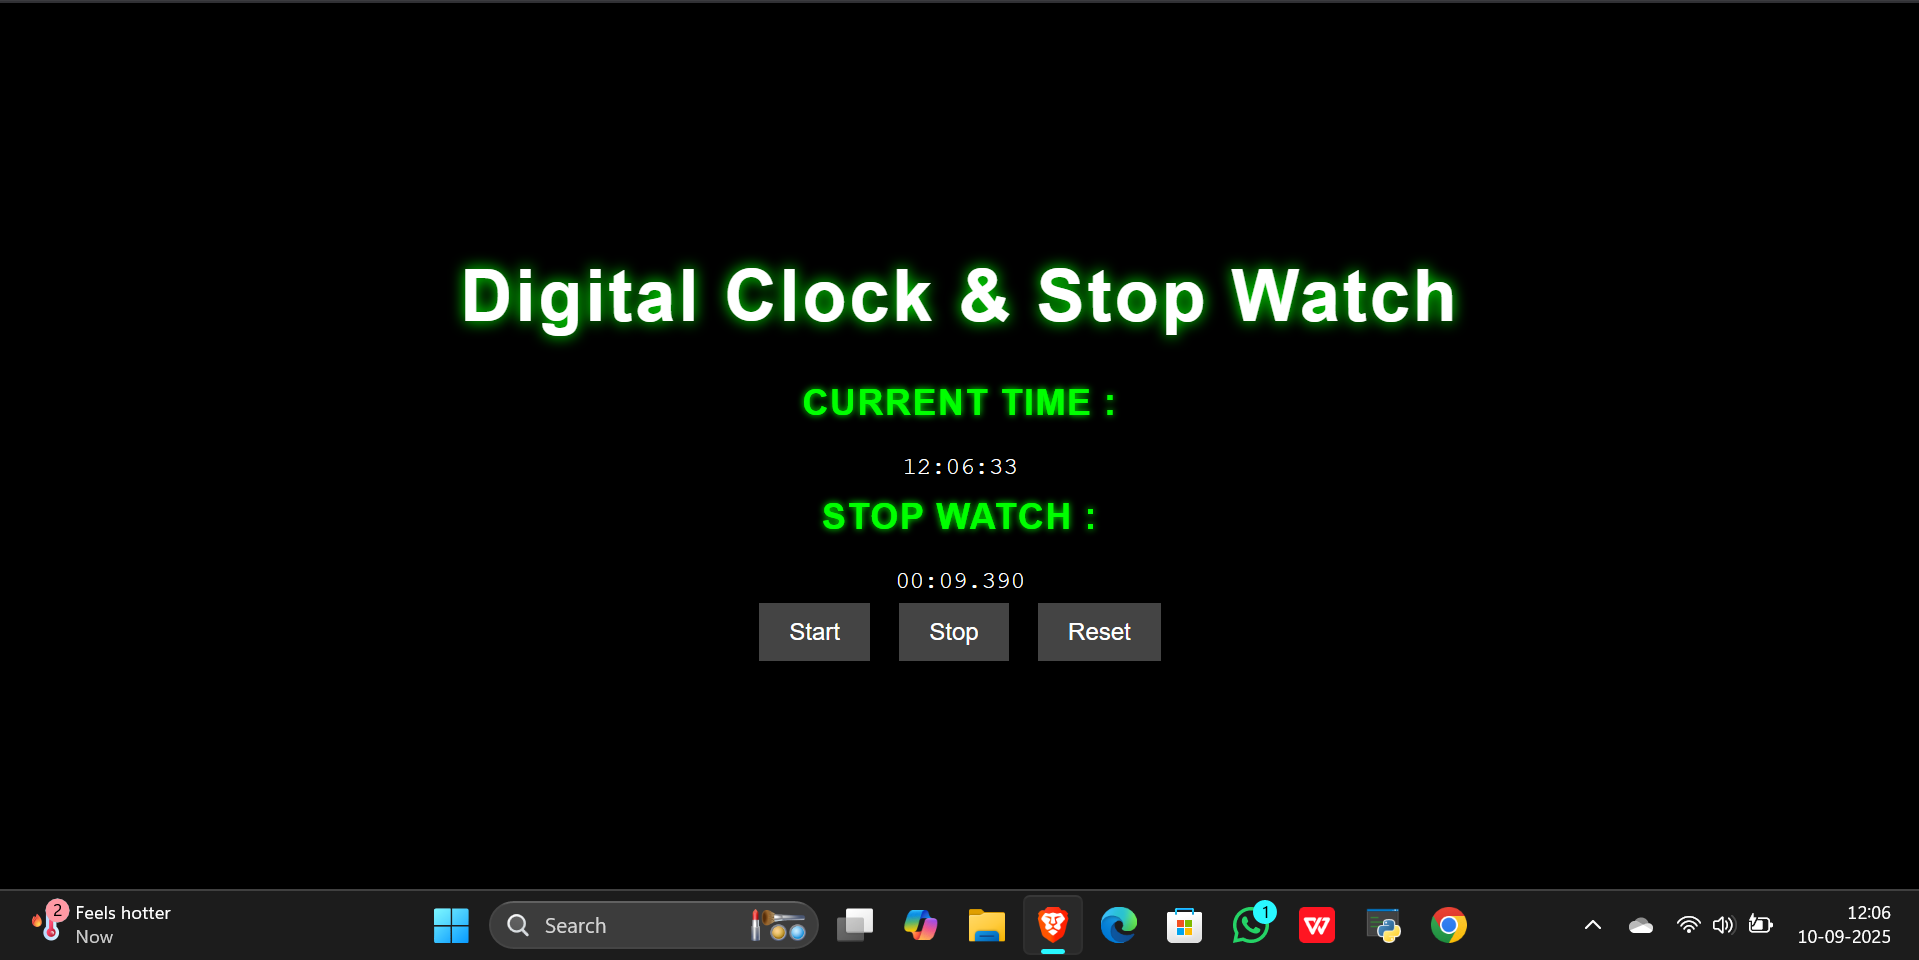 Digital Clock & Stop Watch
CURRENT TIME :
12:06:33
STOP WATCH :
00:09.390
Start Stop Reset
2
Feels hotter
Now
Search
1
W
12:06
10-09-2025